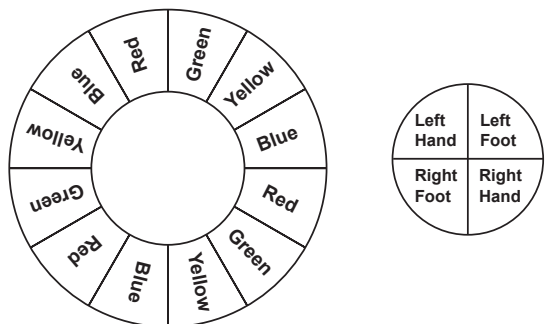 Green
Yellow
Blue
Red
Green
Yellow
Blue
Red
Green
Yellow
Blue
Red
Left
Hand
Left
Foot
Right
Foot
Right
Hand